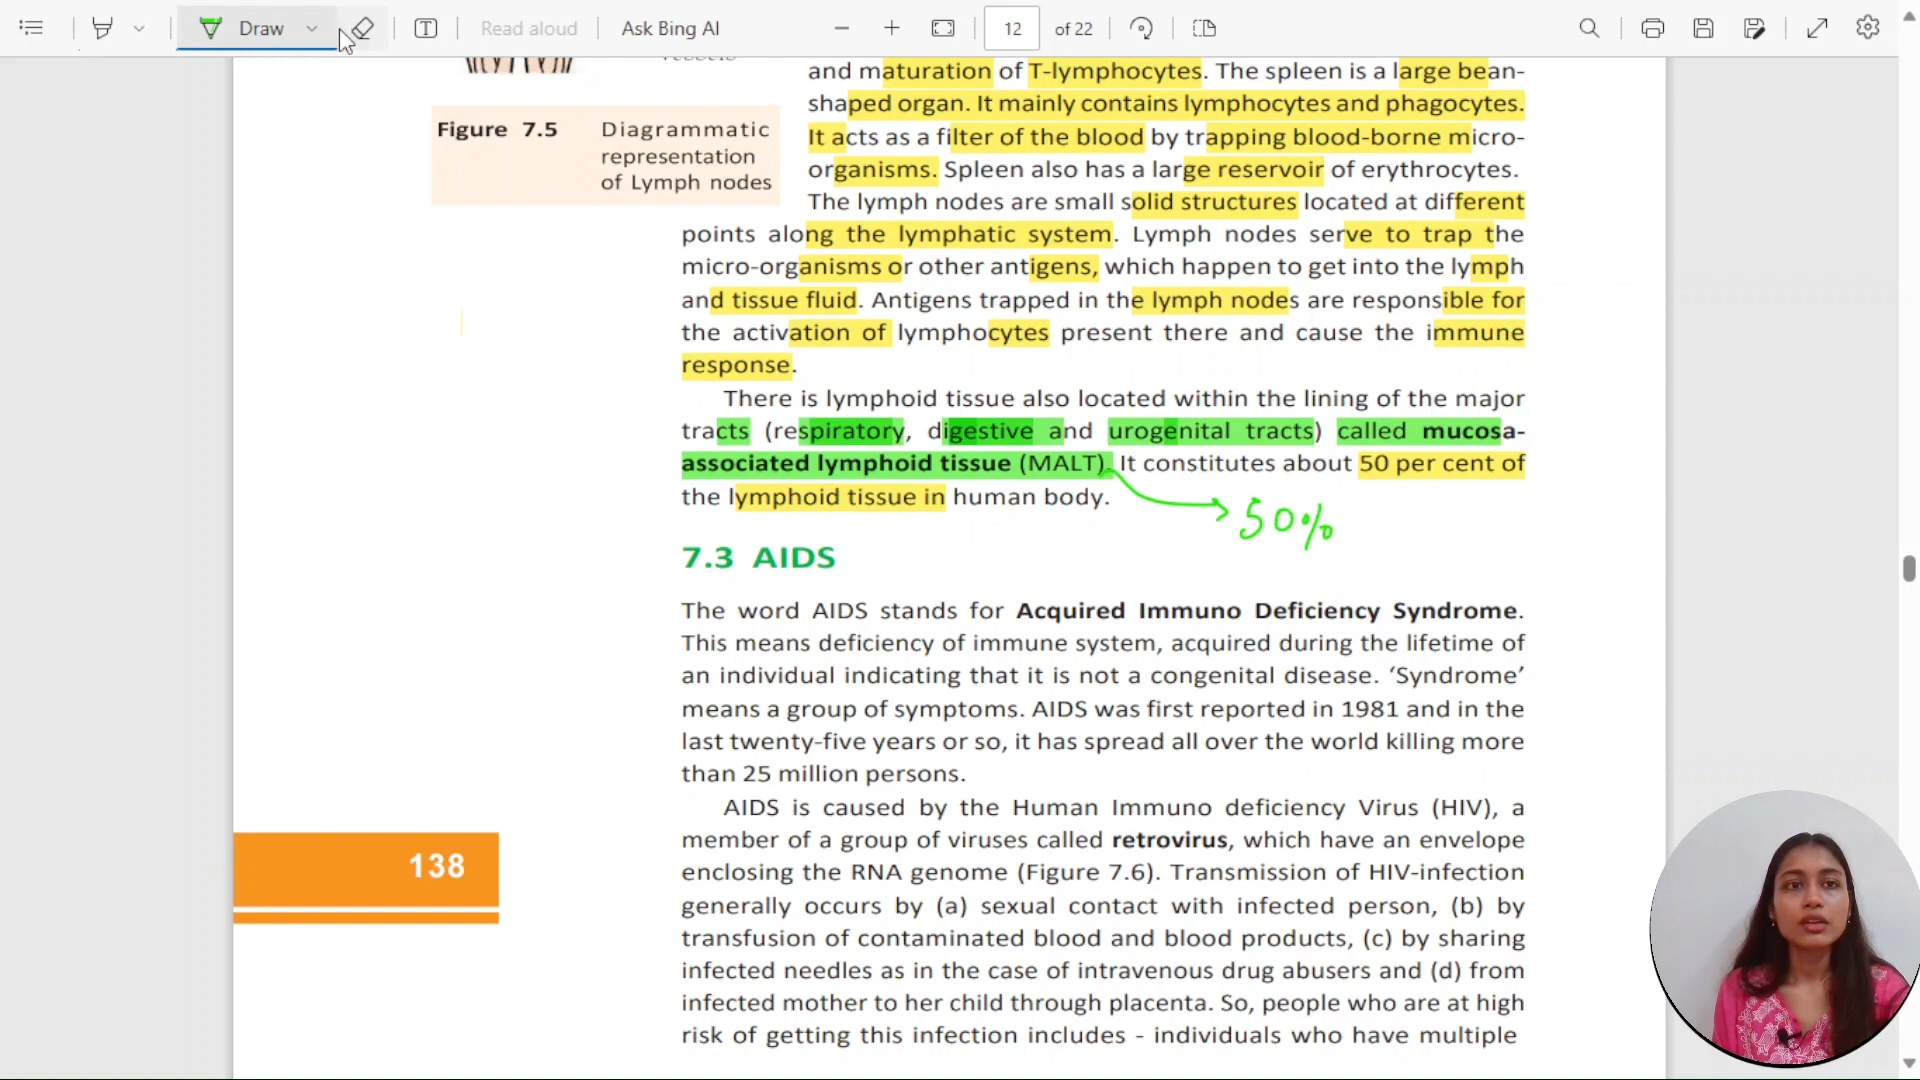 Draw
Read aloud
Ask Bing AI
12
of 22
and maturation of T-lymphocytes. The spleen is a large bean-
shaped organ. It mainly contains lymphocytes and phagocytes.
Figure 7.5 Diagrammatic
representation
of Lymph nodes
It acts as a filter of the blood by trapping blood-borne micro-
organisms. Spleen also has a large reservoir of erythrocytes.
The lymph nodes are small solid structures located at different
points along the lymphatic system. Lymph nodes serve to trap the
micro-organisms or other antigens, which happen to get into the lymph
and tissue fluid. Antigens trapped in the lymph nodes are responsible for
the activation of lymphocytes present there and cause the immune
response.
There is lymphoid tissue also located within the lining of the major
tracts (respiratory, digestive and urogenital tracts) called mucosa-
associated lymphoid tissue (MALT). It constitutes about 50 per cent of
the lymphoid tissue in human body.
50%
7.3 AIDS
The word AIDS stands for Acquired Immuno Deficiency Syndrome.
This means deficiency of immune system, acquired during the lifetime of
an individual indicating that it is not a congenital disease. ‘Syndrome’
means a group of symptoms. AIDS was first reported in 1981 and in the
last twenty-five years or so, it has spread all over the world killing more
than 25 million persons.
AIDS is caused by the Human Immuno deficiency Virus (HIV), a
member of a group of viruses called retrovirus, which have an envelope
138
enclosing the RNA genome (Figure 7.6). Transmission of HIV-infection
generally occurs by (a) sexual contact with infected person, (b) by
transfusion of contaminated blood and blood products, (c) by sharing
infected needles as in the case of intravenous drug abusers and (d) from
infected mother to her child through placenta. So, people who are at high
risk of getting this infection includes - individuals who have multiple